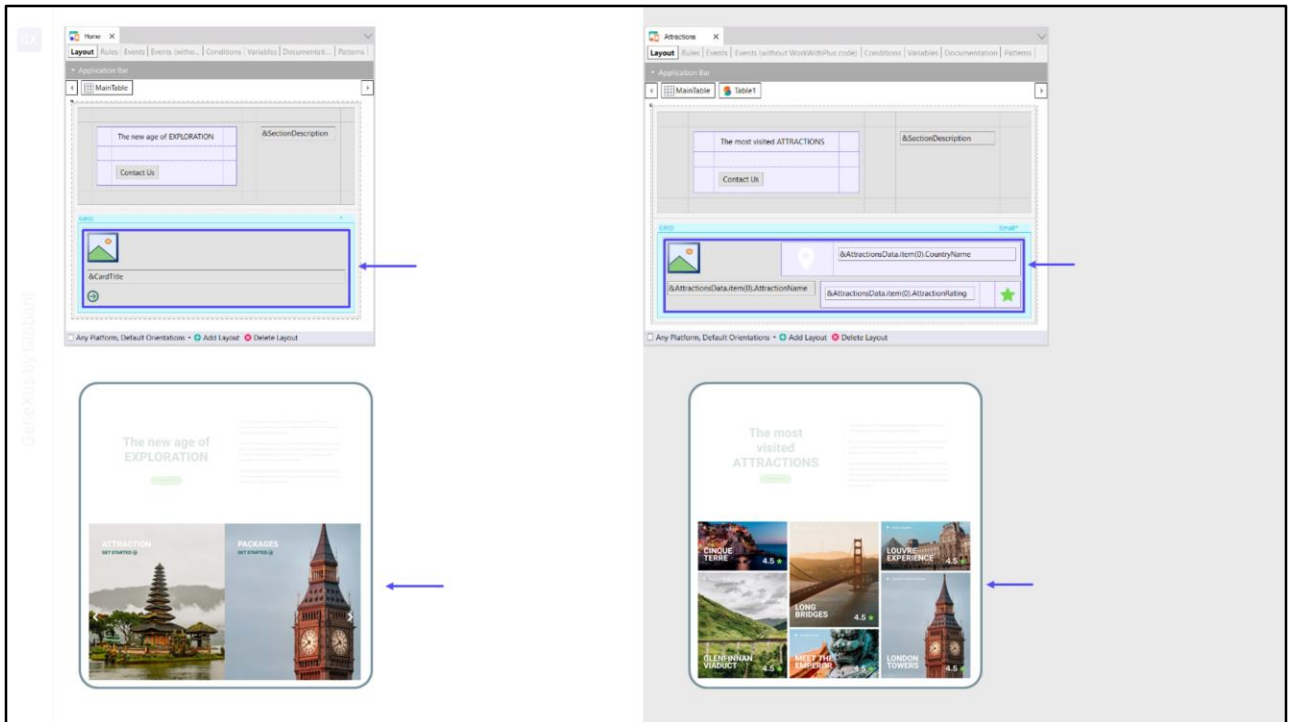 GX
GeneXus by Globant
Home
Layout Rules Events Events (witho... Conditions Variables Documentati... Patterns
Application Bar
MainTable
The new age of EXPLORATION
&SectionDescription
Contact Us
GRID
&CardTitle
Any Platform, Default Orientations Add Layout Delete Layout
The new age of
EXPLORATION
ATTRACTION
GET STARTED
PACKAGES
GET STARTED
Attractions
Layout Rules Events Events (without WorkWithPlus code) Conditions Variables Documentation Patterns
Application Bar
MainTable Table1
The most visited ATTRACTIONS
&SectionDescription
Contact Us
GRID
Small*
&AttractionsData.item(0).CountryName
&AttractionsData.item(0).AttractionName
&AttractionsData.item(0).AttractionRating
Any Platform, Default Orientations Add Layout Delete Layout
The most
visited
ATTRACTIONS
CINQUE
TERRE
4.5
LONG
BRIDGES
4.5
LOUVRE
EXPERIENCE
4.5
GLENFINNAN
VIADUCT
4.5
MEET THE
EMPEROR
4.5
LONDON
TOWERS
4.5